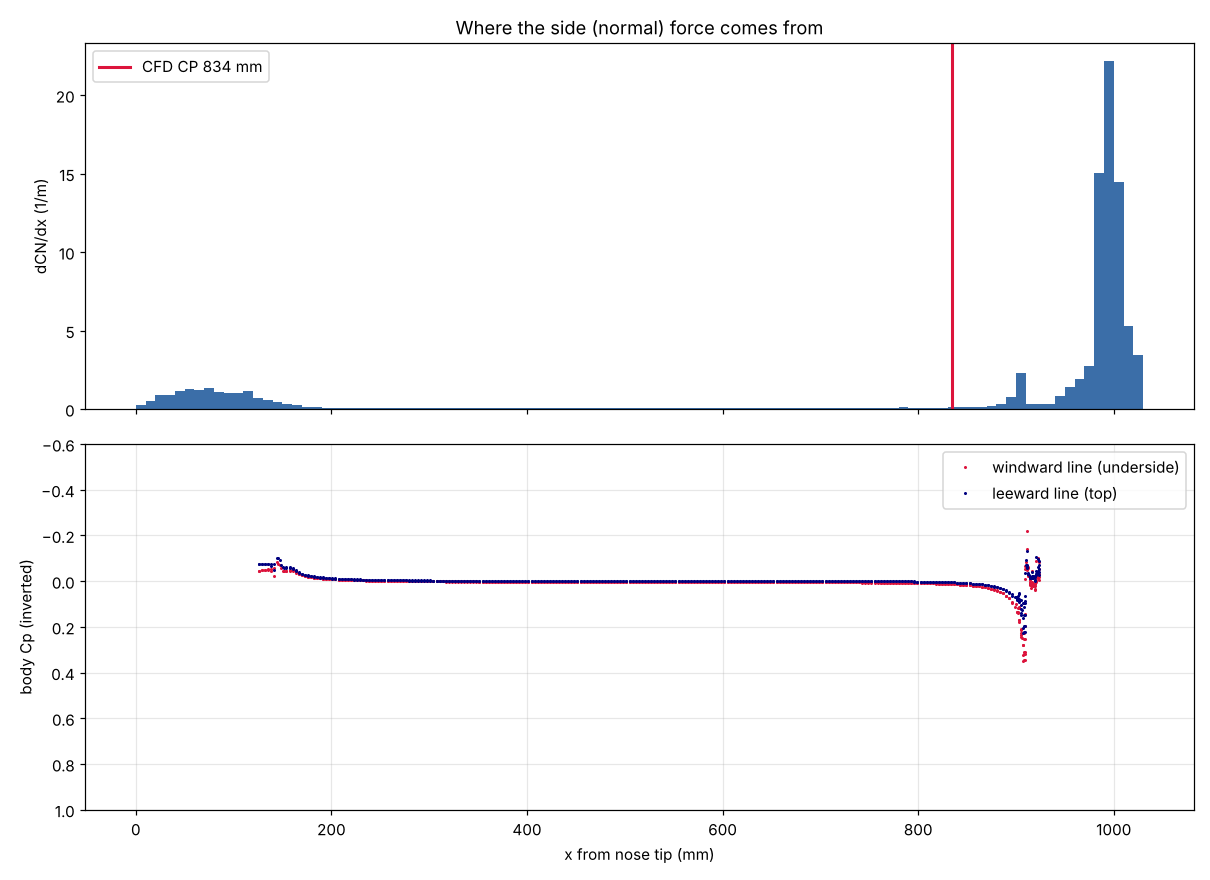 Where the side (normal) force comes from
CFD CP 834 mm
dCN/dx (1/m)
20
15
10
5
0
windward line (underside)
leeward line (top)
body Cp (inverted)
−0.6
−0.4
−0.2
0.0
0.2
0.4
0.6
0.8
1.0
0 200 400 600 800 1000
x from nose tip (mm)